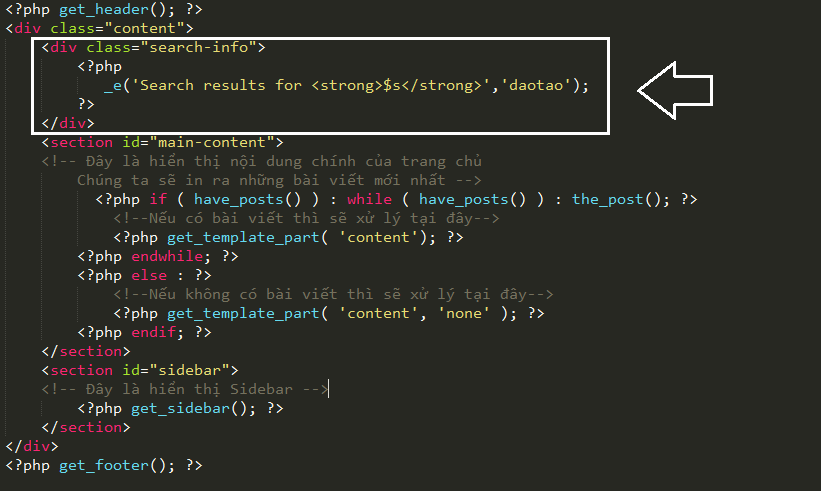 <?php get_header(); ?>
<div class="content">
<div class="search-info">
<?php
_e('Search results for <strong>$s</strong>','daotao');
?>
</div>
<section id="main-content">
<!-- Đây là hiển thị nội dung chính của trang chủ
Chúng ta sẽ in ra những bài viết mới nhất -->
<?php if ( have_posts() ) : while ( have_posts() ) : the_post(); ?>
<!--Nếu có bài viết thì sẽ xử lý tại đây-->
<?php get_template_part( 'content'); ?>
<?php endwhile; ?>
<?php else : ?>
<!--Nếu không có bài viết thì sẽ xử lý tại đây-->
<?php get_template_part( 'content', 'none' ); ?>
<?php endif; ?>
</section>
<section id="sidebar">
<!-- Đây là hiển thị Sidebar -->
<?php get_sidebar(); ?>
</section>
</div>
<?php get_footer(); ?>